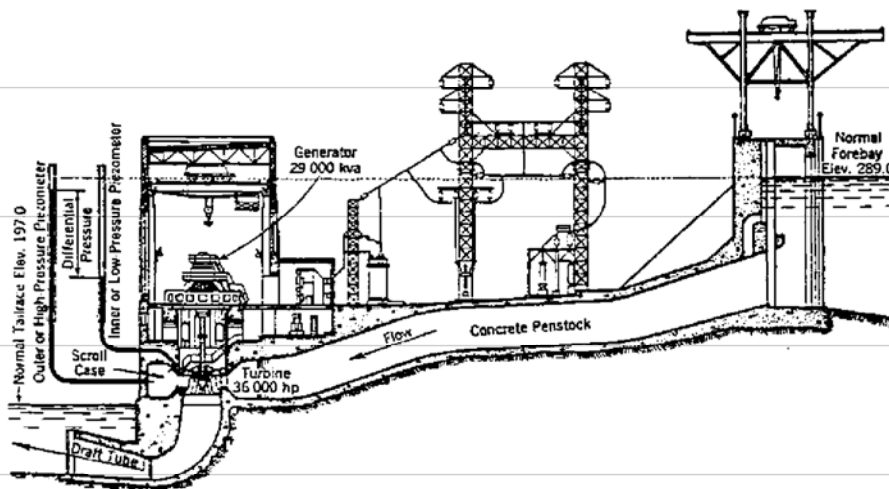 Generator
29 000 kva
Normal
Forebay
Elev. 289.0
Normal Tailrace Elev. 197.0
Outer or High Pressure Piezometer
Differential
Pressure
Inner or Low Pressure Piezometer
Flow
Concrete Penstock
Scroll
Case
Turbine
36 000 hp
Draft Tube